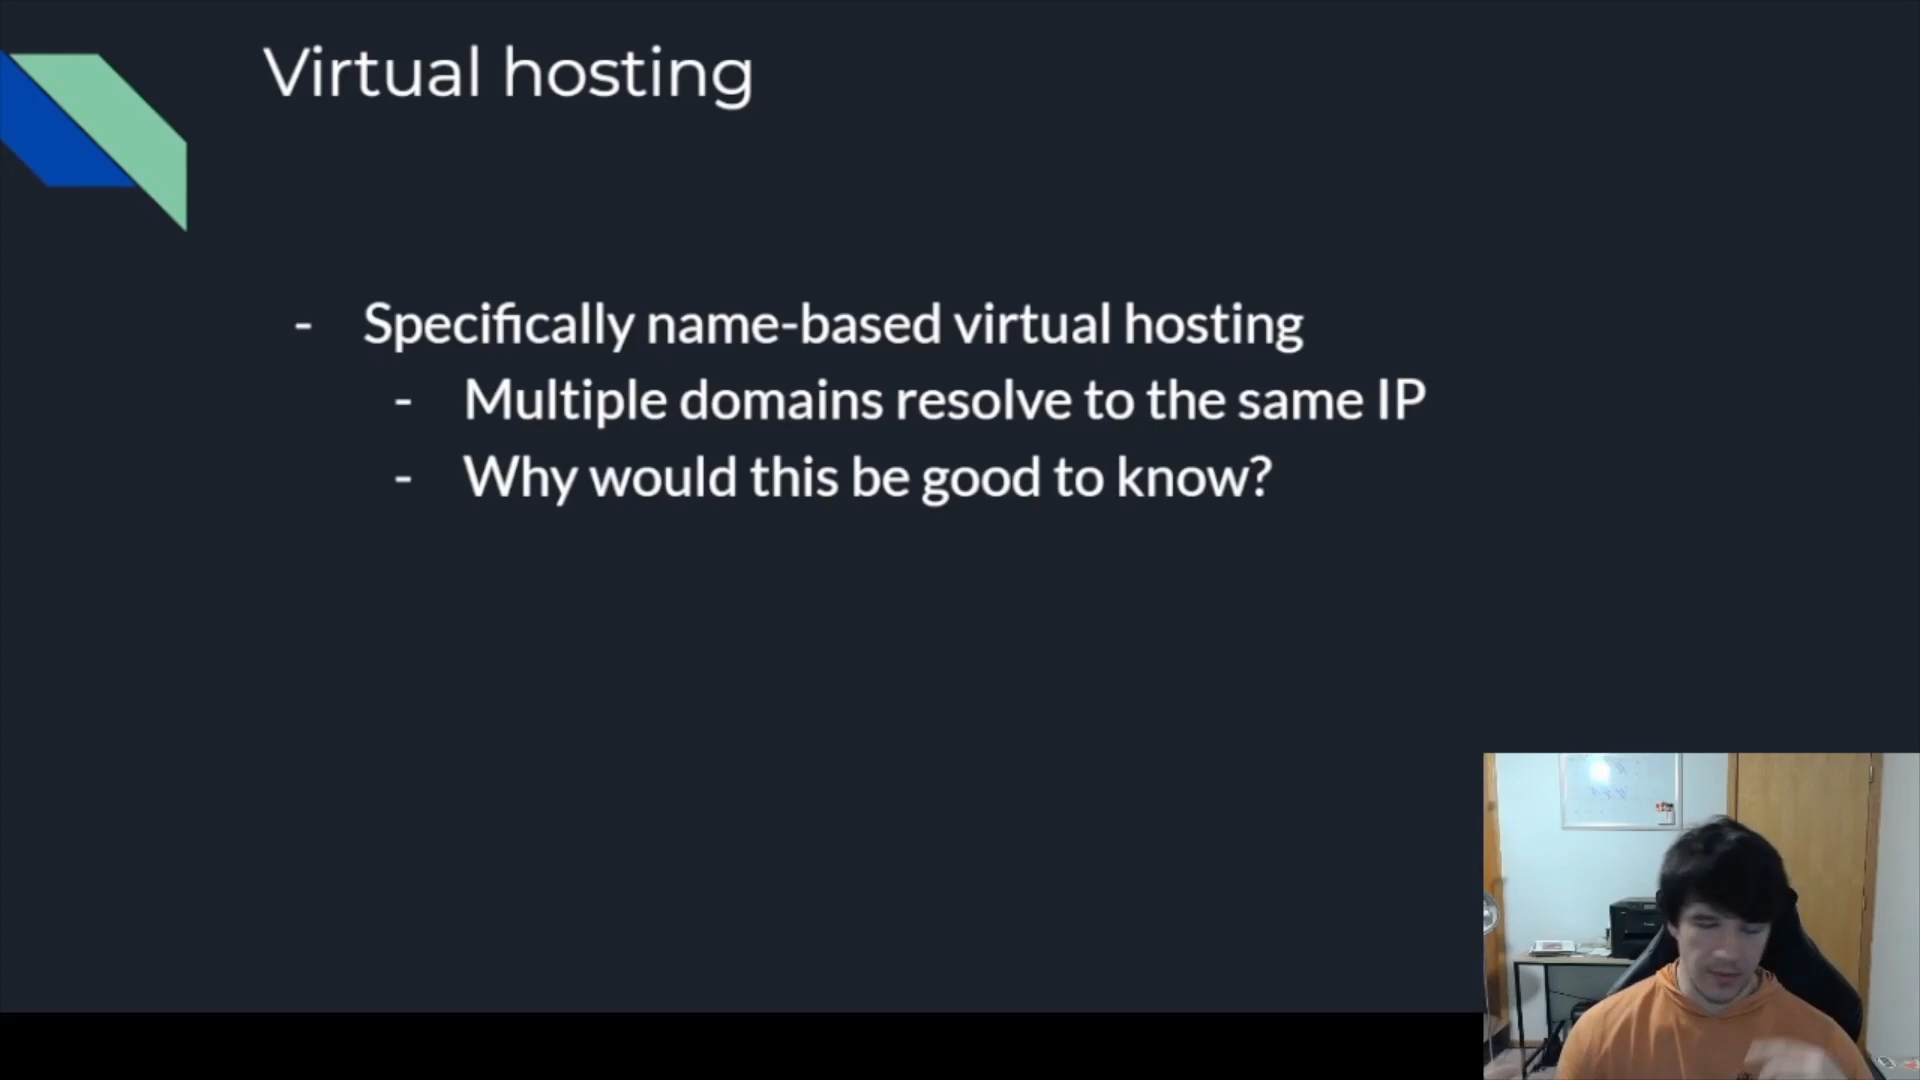 Virtual hosting
- Specifically name-based virtual hosting
- Multiple domains resolve to the same IP
- Why would this be good to know?